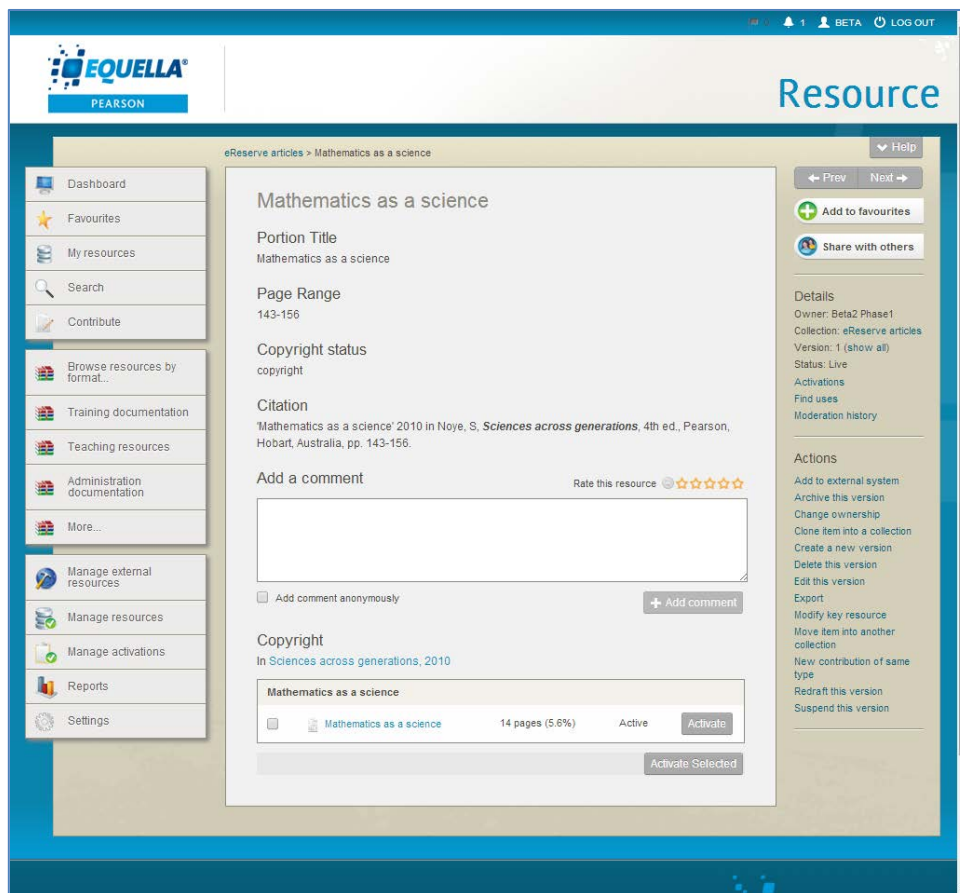 1 BETA LOG OUT
EQUELLA®
PEARSON
Resource
eReserve articles > Mathematics as a science
Help
Prev Next
Dashboard
Favourites
My resources
Search
Contribute
Browse resources by
format...
Training documentation
Teaching resources
Administration
documentation
More...
Manage external
resources
Manage resources
Manage activations
Reports
Settings
Mathematics as a science
Portion Title
Mathematics as a science
Page Range
143-156
Copyright status
copyright
Citation
'Mathematics as a science' 2010 in Noye, S, Sciences across generations, 4th ed., Pearson,
Hobart, Australia, pp. 143-156.
Add a comment
Rate this resource
Add comment anonymously
+ Add comment
Copyright
In Sciences across generations, 2010
Mathematics as a science
Mathematics as a science 14 pages (5.6%) Active Activate
Activate Selected
Add to favourites
Share with others
Details
Owner: Beta2 Phase1
Collection: eReserve articles
Version: 1 (show all)
Status: Live
Activations
Find uses
Moderation history
Actions
Add to external system
Archive this version
Change ownership
Clone item into a collection
Create a new version
Delete this version
Edit this version
Export
Modify key resource
Move item into another
collection
New contribution of same
type
Redraft this version
Suspend this version